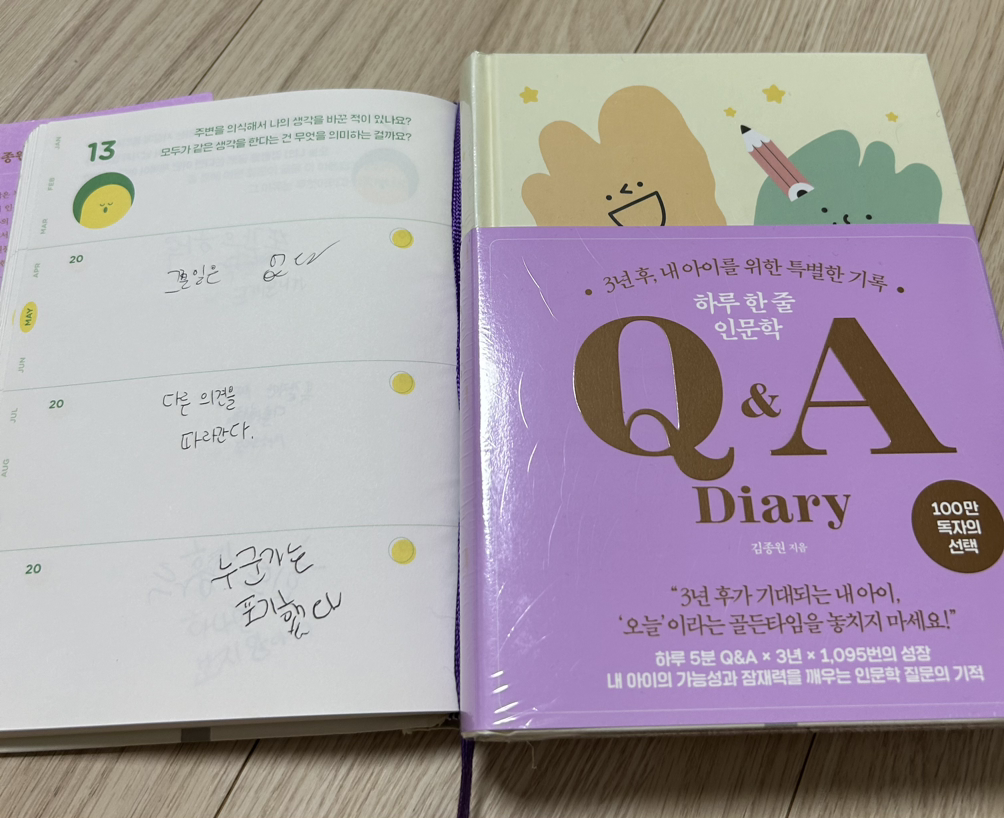 주변을 의식해서 나의 생각을 바꾼 적이 있나요?
모두가 같은 생각을 한다는 건 무엇을 의미하는 걸까요?
13
JAN
FEB
MAR
APR
MAY
JUN
JUL
AUG
20
20
다른 의견을
따라간다.
20
누군가는
포기했다
3년 후, 내 아이를 위한 특별한 기록
하루 한 줄
인문학
Q&A
Diary
김종원 지음
100만
독자의
선택
“3년 후가 기대되는 내 아이,
‘오늘’이라는 골든타임을 놓치지 마세요!”
하루 5분 Q&A × 3년 × 1,095번의 성장
내 아이의 가능성과 잠재력을 깨우는 인문학 질문의 기적